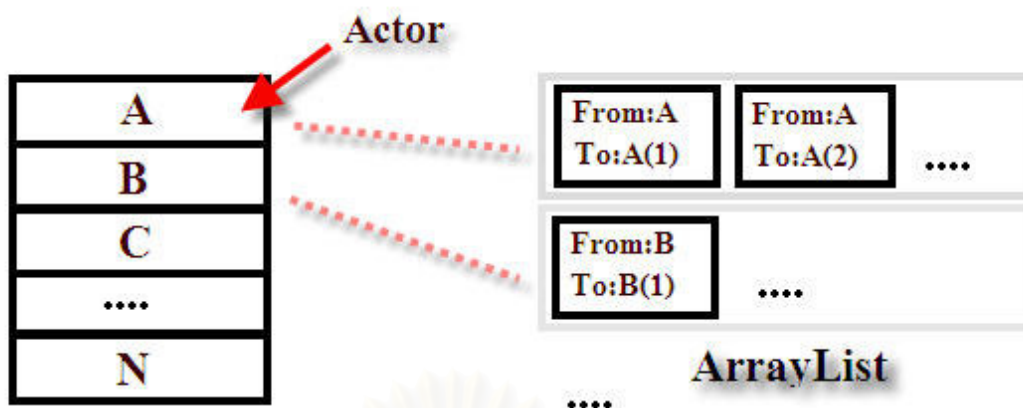 Actor
A
B
C
....
N
From:A
To:A(1)
From:A
To:A(2)
....
From:B
To:B(1)
....
ArrayList
....